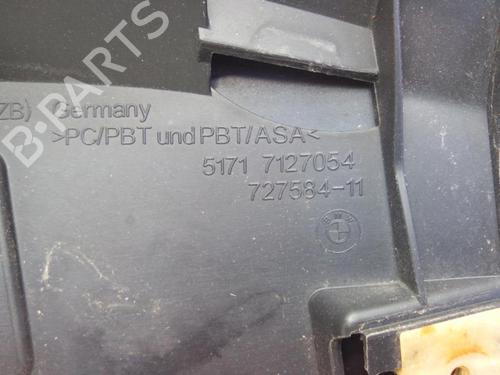 B-PARTS
ZB) Germany
>PC/PBT und PBT/ASA<
5171 7127054
727584-11
BMW